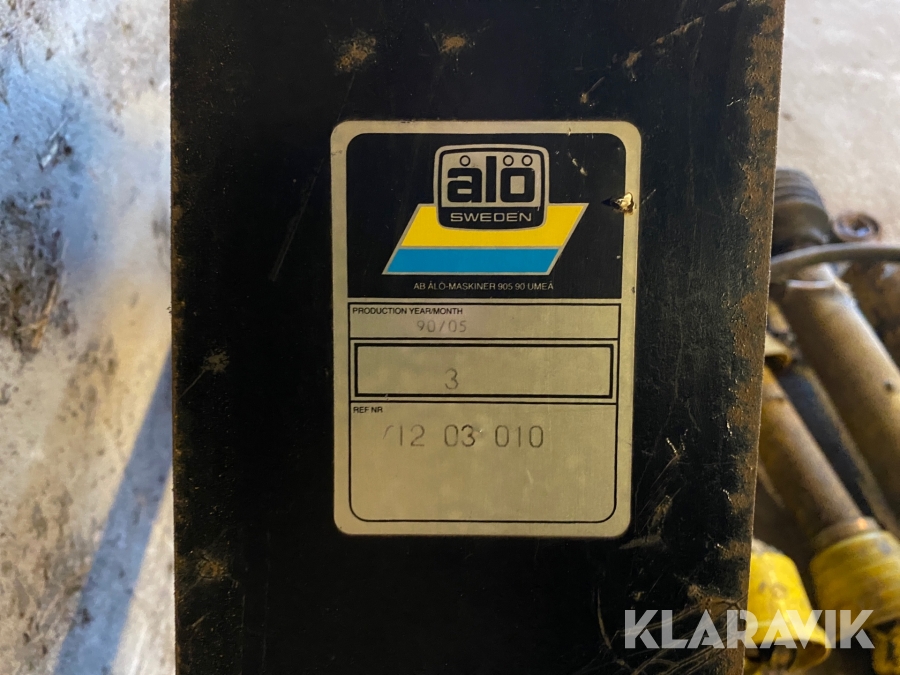 ålö
SWEDEN
AB ÅLÖ-MASKINER 905 90 UMEÅ
PRODUCTION YEAR/MONTH
90/05
3
REF NR
12 03 010
KLARAVIK